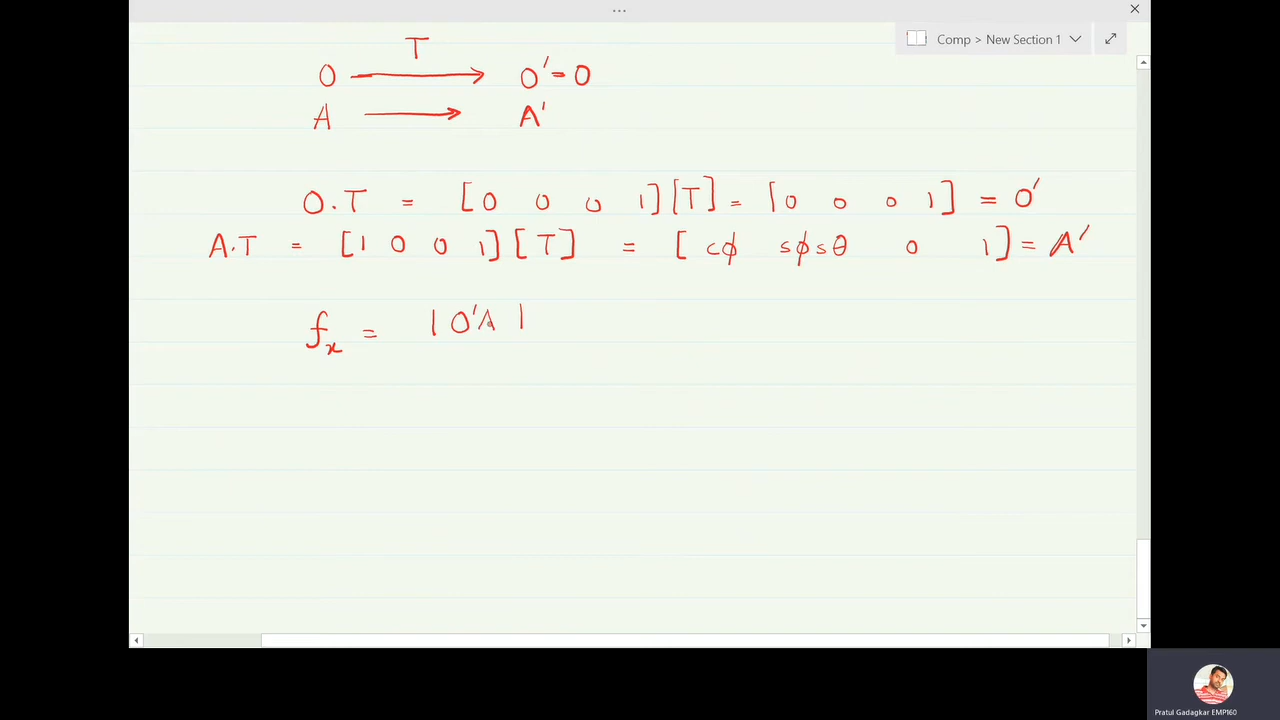 Comp > New Section 1
T
O → O' = O
A → A'
O.T = [0 0 0 1][T] = [0 0 0 1] = O'
A.T = [1 0 0 1][T] = [cϕ sϕsθ 0 1] = A'
fₓ = |O'A|
Pratul Gadagkar EMP160